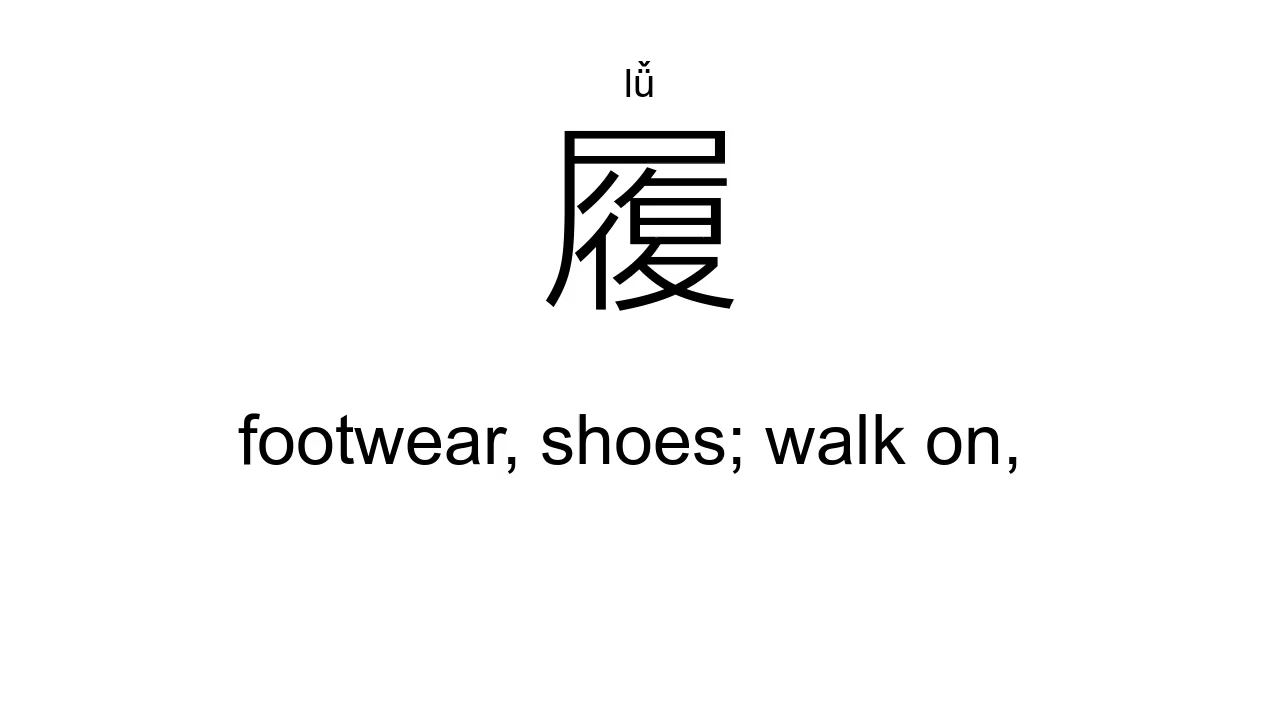 lǚ
履
footwear, shoes; walk on,